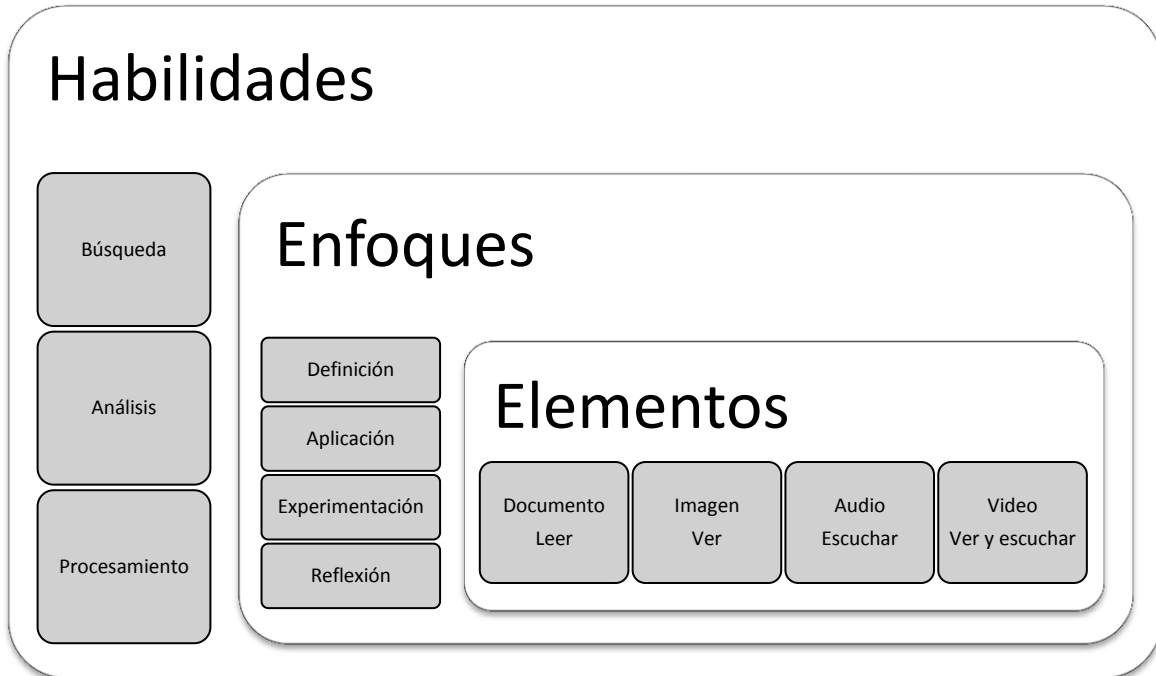 Habilidades
Búsqueda
Análisis
Procesamiento
Enfoques
Definición
Aplicación
Experimentación
Reflexión
Elementos
Documento
Leer
Imagen
Ver
Audio
Escuchar
Video
Ver y escuchar